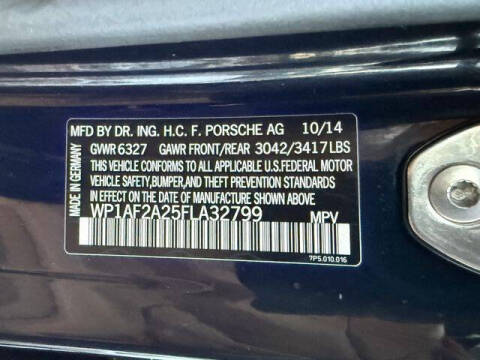 MFD BY DR. ING. H.C. F. PORSCHE AG 10/14
GVWR 6327 GAWR FRONT/REAR 3042/3417LBS
THIS VEHICLE CONFORMS TO ALL APPLICABLE U.S.FEDERAL MOTOR
VEHICLE SAFETY,BUMPER,AND THEFT PREVENTION STANDARDS
IN EFFECT ON THE DATE OF MANUFACTURE SHOWN ABOVE.
WP1AF2A25FLA32799 MPV
7P5.010.016
MADE IN GERMANY